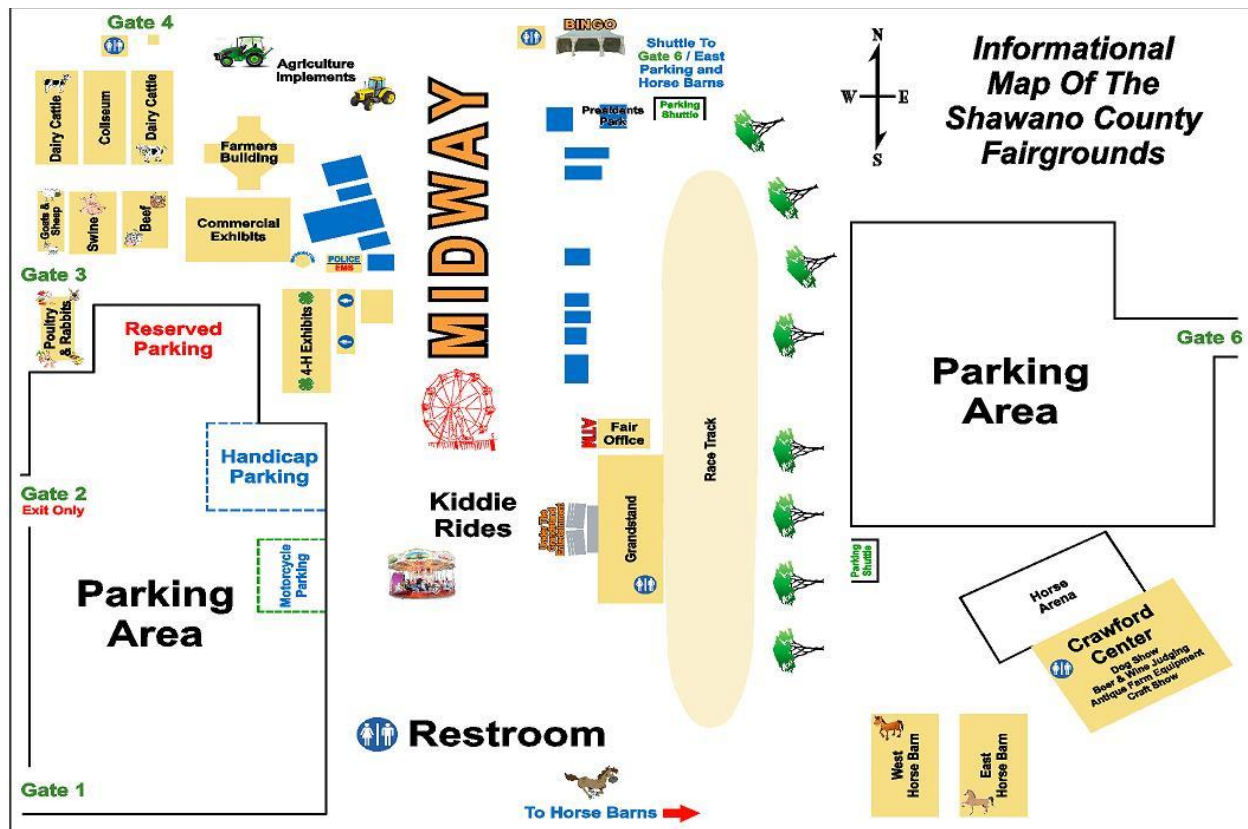 Gate 4
BINGO
Shuttle To
Gate 6 / East
Parking and
Horse Barns
N
W E
S
Informational
Map Of The
Shawano County
Fairgrounds
Agriculture
Implements
Dairy Cattle
Coliseum
Dairy Cattle
Farmers
Building
MIDWAY
Presidents
Park
Parking
Shuttle
Goats &
Sheep
Swine
Beef
Commercial
Exhibits
POLICE
EMS
Gate 3
Poultry
& Rabbits
Reserved
Parking
4-H Exhibits
Gate 6
Parking
Area
ATM
Fair
Office
Race Track
Handicap
Parking
Gate 2
Exit Only
Kiddie
Rides
Under The
Grandstand
Entertainment
Grandstand
Motorcycle
Parking
Parking
Area
Parking
Shuttle
Horse
Arena
Crawford
Center
Dog Show
Beer & Wine Judging
Antique Farm Equipment
Craft Show
Restroom
West
Horse Barn
East
Horse Barn
Gate 1
To Horse Barns